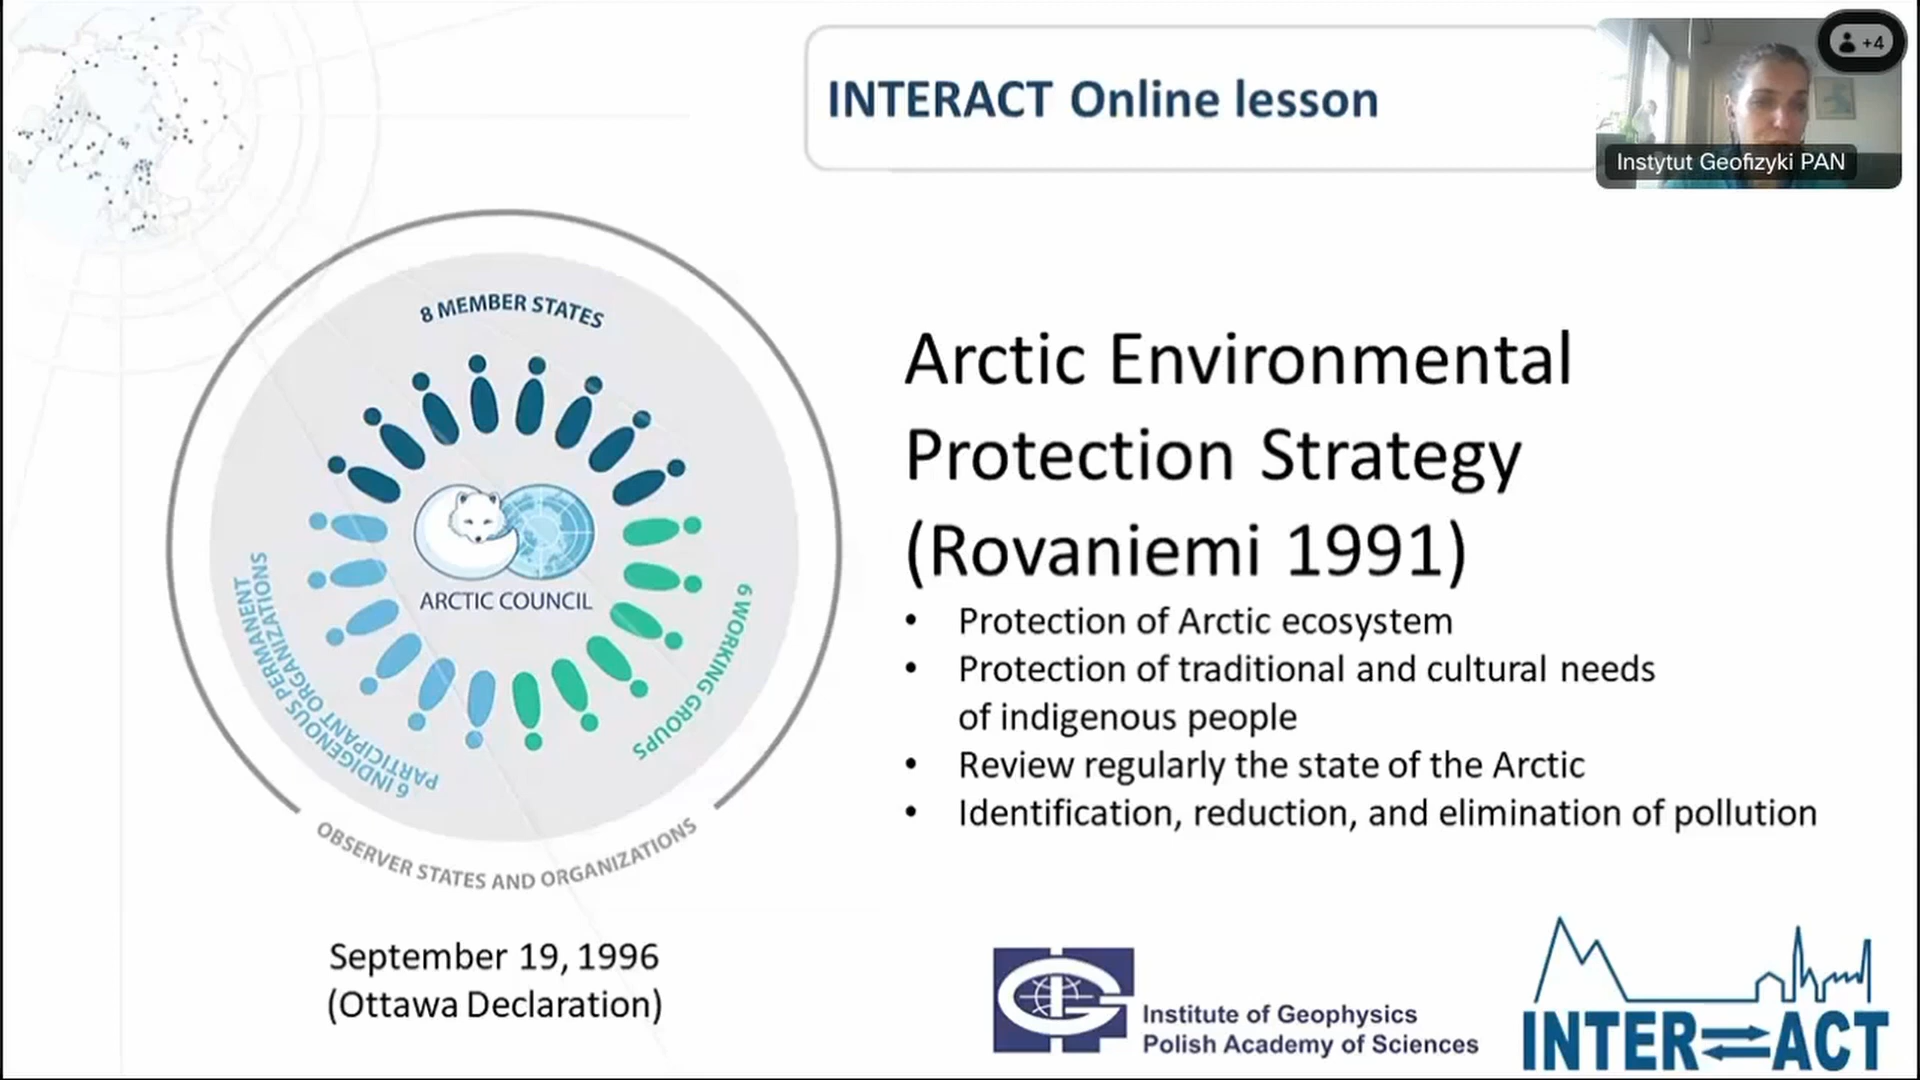 INTERACT Online lesson
+4
Instytut Geofizyki PAN
8 MEMBER STATES
ARCTIC COUNCIL
6 INDIGENOUS PERMANENT
PARTICIPANT ORGANIZATIONS
6 WORKING GROUPS
OBSERVER STATES AND ORGANIZATIONS
September 19, 1996
(Ottawa Declaration)
Arctic Environmental
Protection Strategy
(Rovaniemi 1991)
• Protection of Arctic ecosystem
• Protection of traditional and cultural needs
of indigenous people
• Review regularly the state of the Arctic
• Identification, reduction, and elimination of pollution
Institute of Geophysics
Polish Academy of Sciences
INTERACT